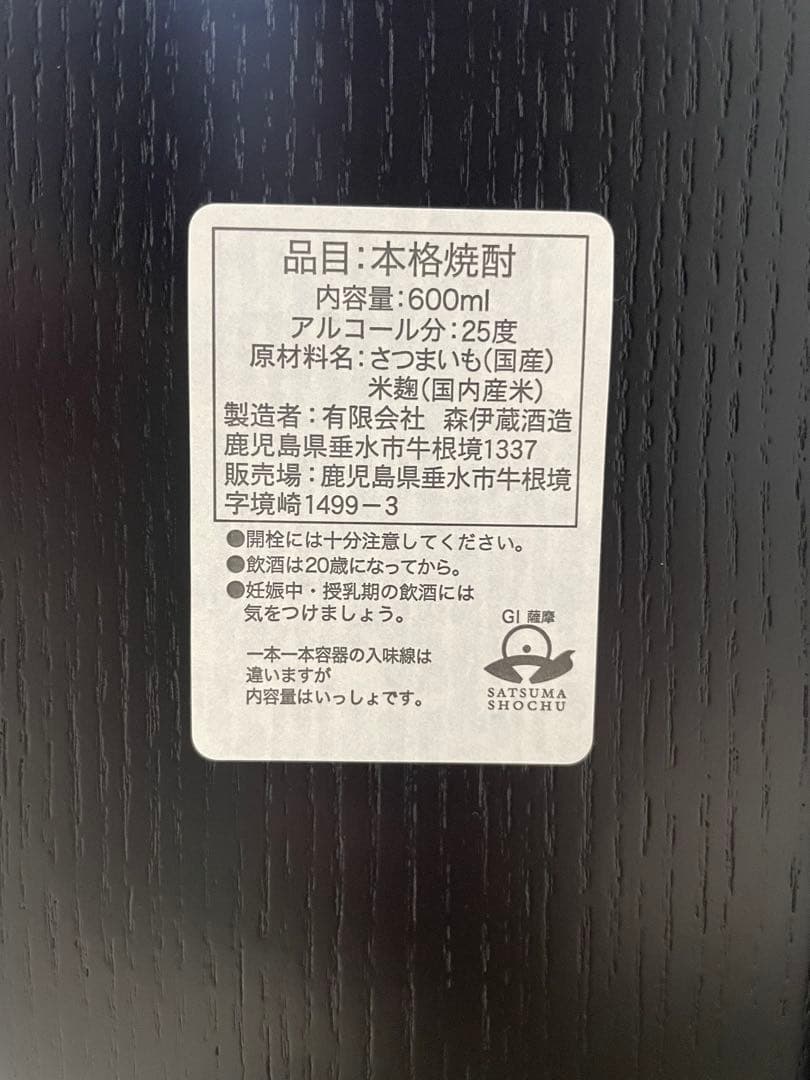 品目:本格焼酎
内容量:600ml
アルコール分:25度
原材料名:さつまいも(国産)
米麹(国内産米)
製造者:有限会社 森伊蔵酒造
鹿児島県垂水市牛根境1337
販売場:鹿児島県垂水市牛根境
字境崎1499-3
●開栓には十分注意してください。
●飲酒は20歳になってから。
●妊娠中・授乳期の飲酒には
気をつけましょう。
一本一本容器の入味線は
違いますが
内容量はいっしょです。
GI 薩摩
SATSUMA
SHOCHU